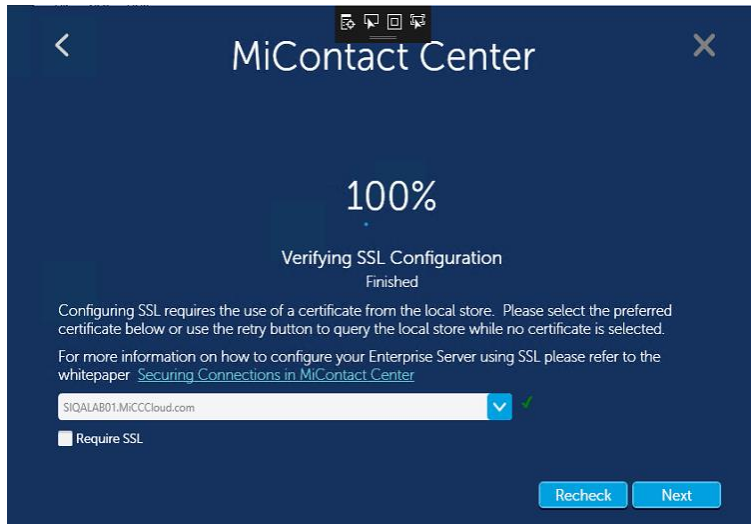 MiContact Center
100%
Verifying SSL Configuration
Finished
Configuring SSL requires the use of a certificate from the local store. Please select the preferred
certificate below or use the retry button to query the local store while no certificate is selected.
For more information on how to configure your Enterprise Server using SSL please refer to the
whitepaper Securing Connections in MiContact Center
SIQALAB01.MiCCCloud.com
Require SSL
Recheck Next